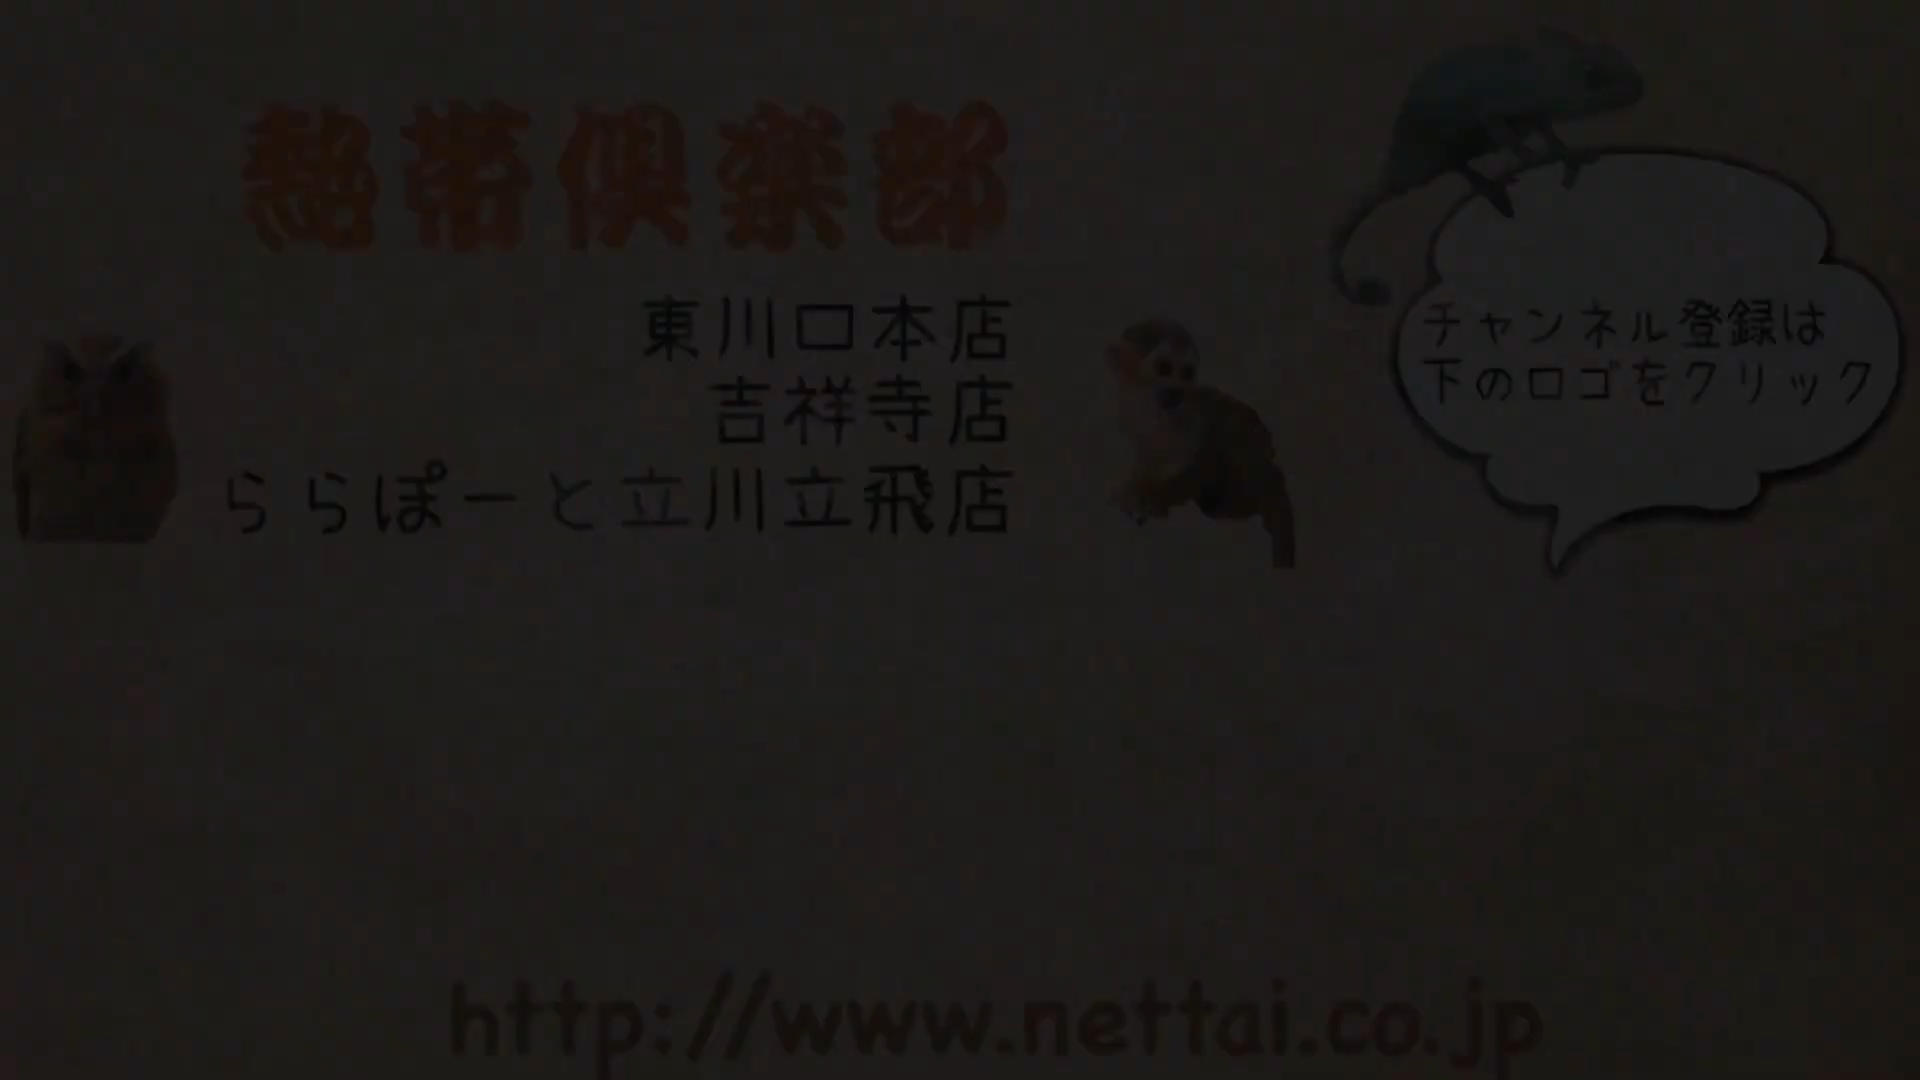 熱帯倶楽部
東川口本店
吉祥寺店
ららぽーと立川立飛店
チャンネル登録は
下のロゴをクリック
http://www.nettai.co.jp